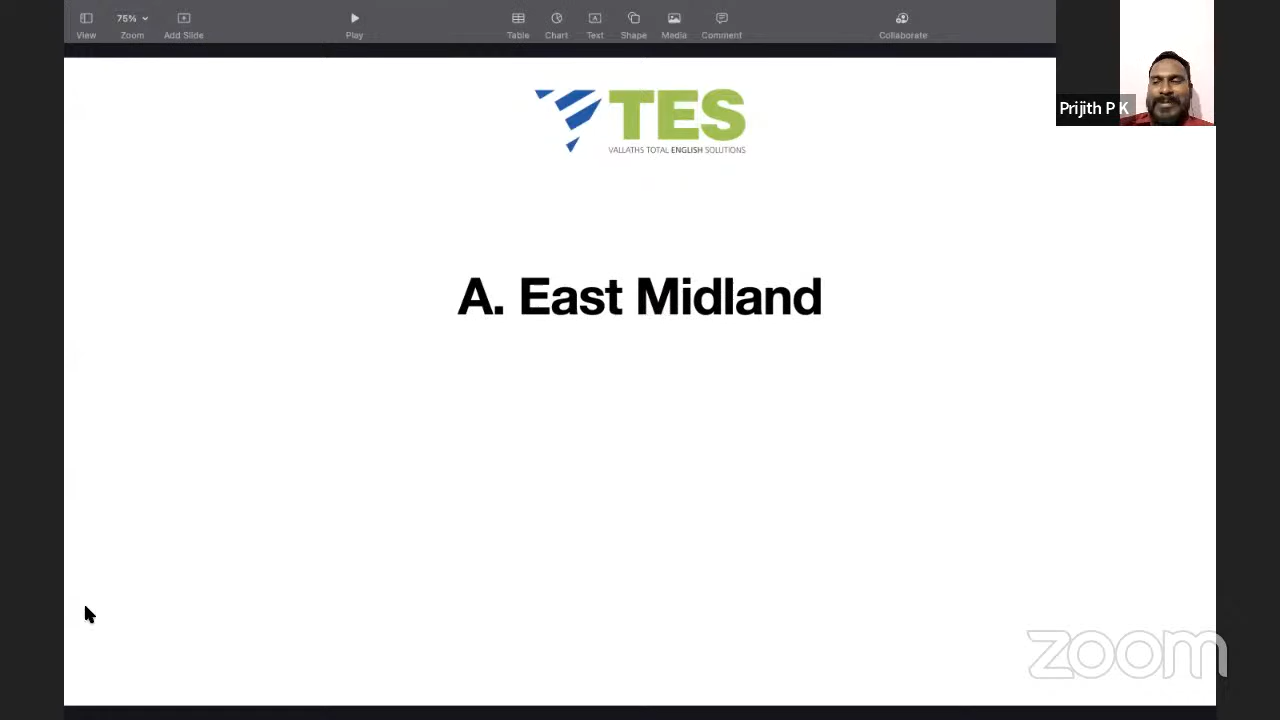 75%
View Zoom Add Slide Play Table Chart Text Shape Media Comment Collaborate
Prijith P K
TES
VALLATHS TOTAL ENGLISH SOLUTIONS
A. East Midland
zoom